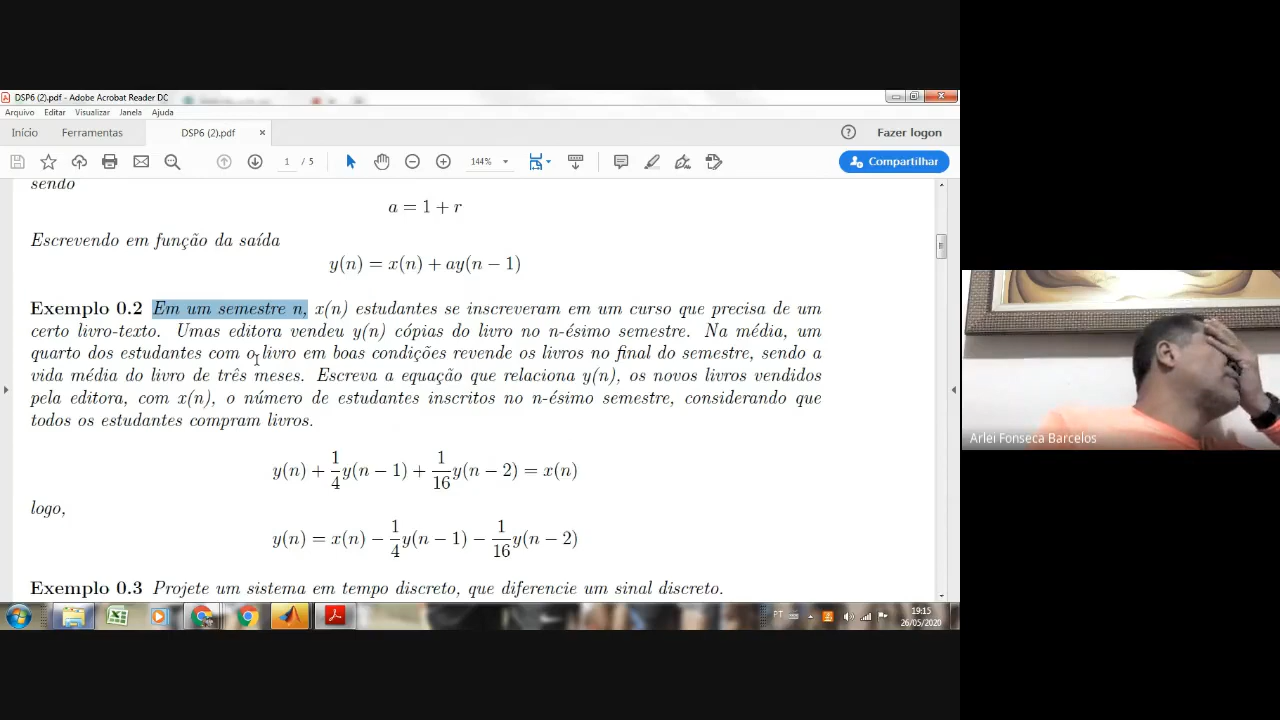 DSP6 (2).pdf - Adobe Acrobat Reader DC
Arquivo Editar Visualizar Janela Ajuda
Início Ferramentas DSP6 (2).pdf × ? Fazer logon
1 / 5 144% Compartilhar
sendo
a = 1 + r
Escrevendo em função da saída
y(n) = x(n) + ay(n − 1)
Exemplo 0.2 Em um semestre n, x(n) estudantes se inscreveram em um curso que precisa de um
certo livro-texto. Umas editora vendeu y(n) cópias do livro no n-ésimo semestre. Na média, um
quarto dos estudantes com o livro em boas condições revende os livros no final do semestre, sendo a
vida média do livro de três meses. Escreva a equação que relaciona y(n), os novos livros vendidos
pela editora, com x(n), o número de estudantes inscritos no n-ésimo semestre, considerando que
todos os estudantes compram livros.
y(n) + 1/4 y(n − 1) + 1/16 y(n − 2) = x(n)
logo,
y(n) = x(n) − 1/4 y(n − 1) − 1/16 y(n − 2)
Exemplo 0.3 Projete um sistema em tempo discreto, que diferencie um sinal discreto.
PT 19:15
26/05/2020
Arlei Fonseca Barcelos